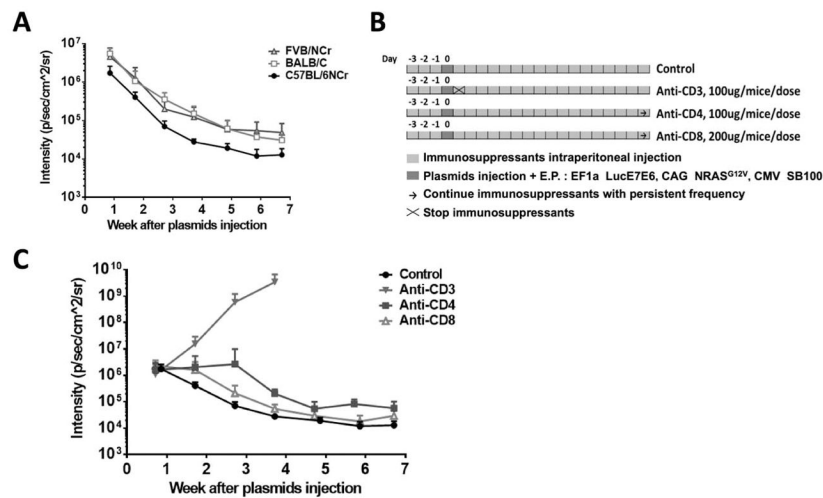 A
Intensity (p/sec/cm^2/sr)
10^7
10^6
10^5
10^4
0 1 2 3 4 5 6 7
Week after plasmids injection
FVB/NCr
BALB/C
C57BL/6NCr
B
Day
-3 -2 -1 0
Control
-3 -2 -1 0
Anti-CD3, 100ug/mice/dose
-3 -2 -1 0
Anti-CD4, 100ug/mice/dose
-3 -2 -1 0
Anti-CD8, 200ug/mice/dose
Immunosuppressants intraperitoneal injection
Plasmids injection + E.P. : EF1a LucE7E6, CAG NRAS^G12V, CMV SB100
→ Continue immunosuppressants with persistent frequency
Stop immunosuppressants
C
Intensity (p/sec/cm^2/sr)
10^10
10^9
10^8
10^7
10^6
10^5
10^4
10^3
0 1 2 3 4 5 6 7
Week after plasmids injection
Control
Anti-CD3
Anti-CD4
Anti-CD8